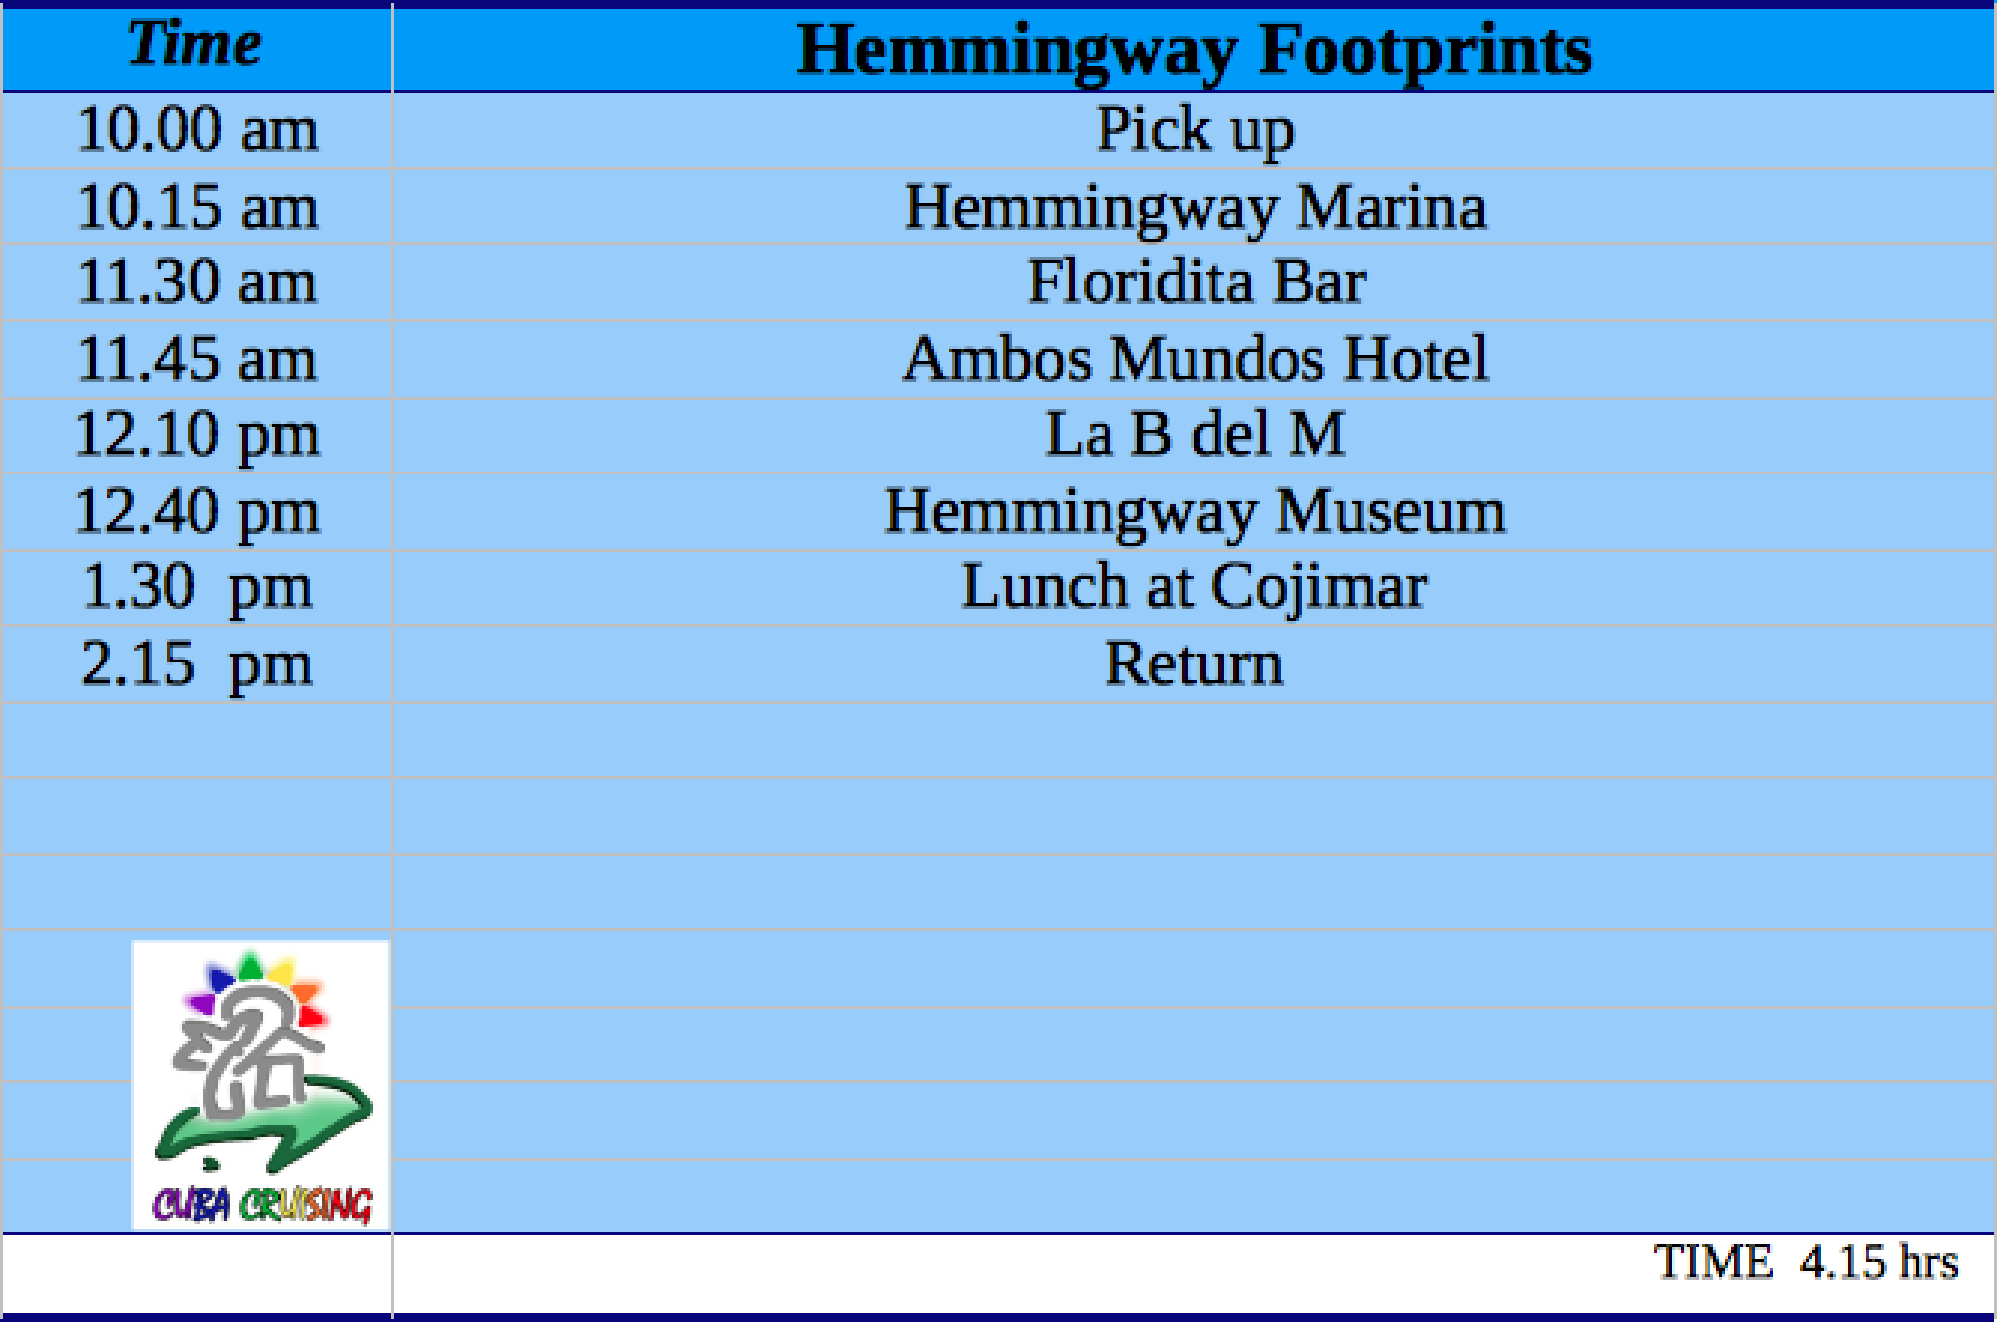 Time Hemmingway Footprints
10.00 am Pick up
10.15 am Hemmingway Marina
11.30 am Floridita Bar
11.45 am Ambos Mundos Hotel
12.10 pm La B del M
12.40 pm Hemmingway Museum
1.30 pm Lunch at Cojimar
2.15 pm Return
CUBA CRUISING
TIME 4.15 hrs